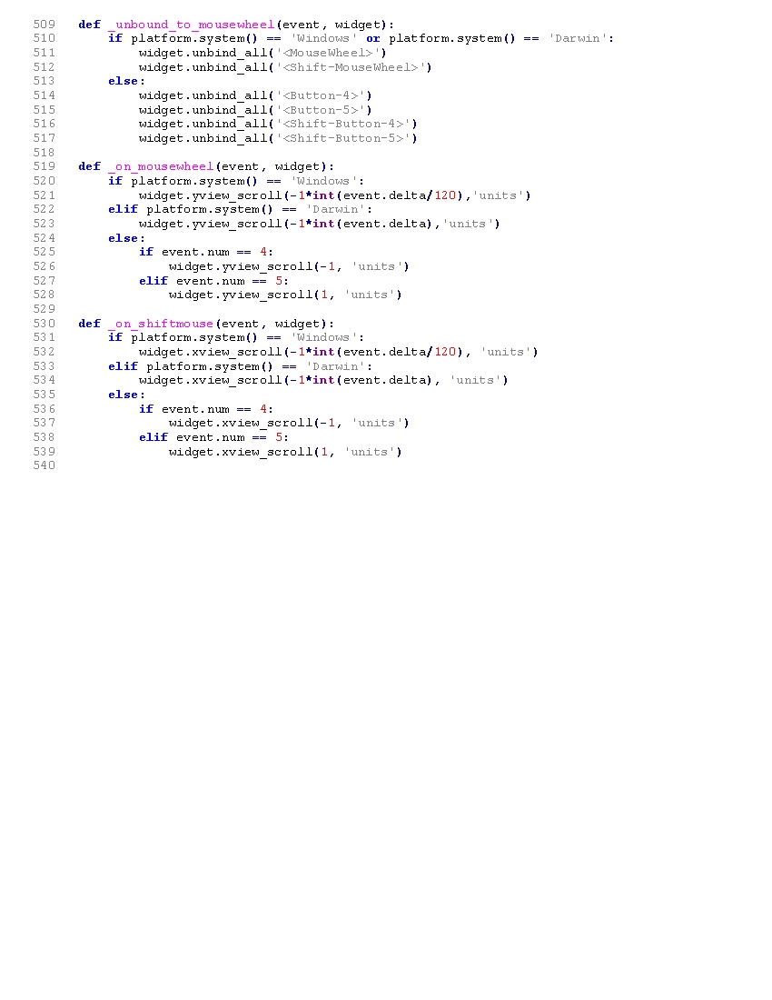 509 def _unbound_to_mousewheel(event, widget):
510     if platform.system() == 'Windows' or platform.system() == 'Darwin':
511         widget.unbind_all('<MouseWheel>')
512         widget.unbind_all('<Shift-MouseWheel>')
513     else:
514         widget.unbind_all('<Button-4>')
515         widget.unbind_all('<Button-5>')
516         widget.unbind_all('<Shift-Button-4>')
517         widget.unbind_all('<Shift-Button-5>')
518
519 def _on_mousewheel(event, widget):
520     if platform.system() == 'Windows':
521         widget.yview_scroll(-1*int(event.delta/120),'units')
522     elif platform.system() == 'Darwin':
523         widget.yview_scroll(-1*int(event.delta),'units')
524     else:
525         if event.num == 4:
526             widget.yview_scroll(-1, 'units')
527         elif event.num == 5:
528             widget.yview_scroll(1, 'units')
529
530 def _on_shiftmouse(event, widget):
531     if platform.system() == 'Windows':
532         widget.xview_scroll(-1*int(event.delta/120), 'units')
533     elif platform.system() == 'Darwin':
534         widget.xview_scroll(-1*int(event.delta), 'units')
535     else:
536         if event.num == 4:
537             widget.xview_scroll(-1, 'units')
538         elif event.num == 5:
539             widget.xview_scroll(1, 'units')
540